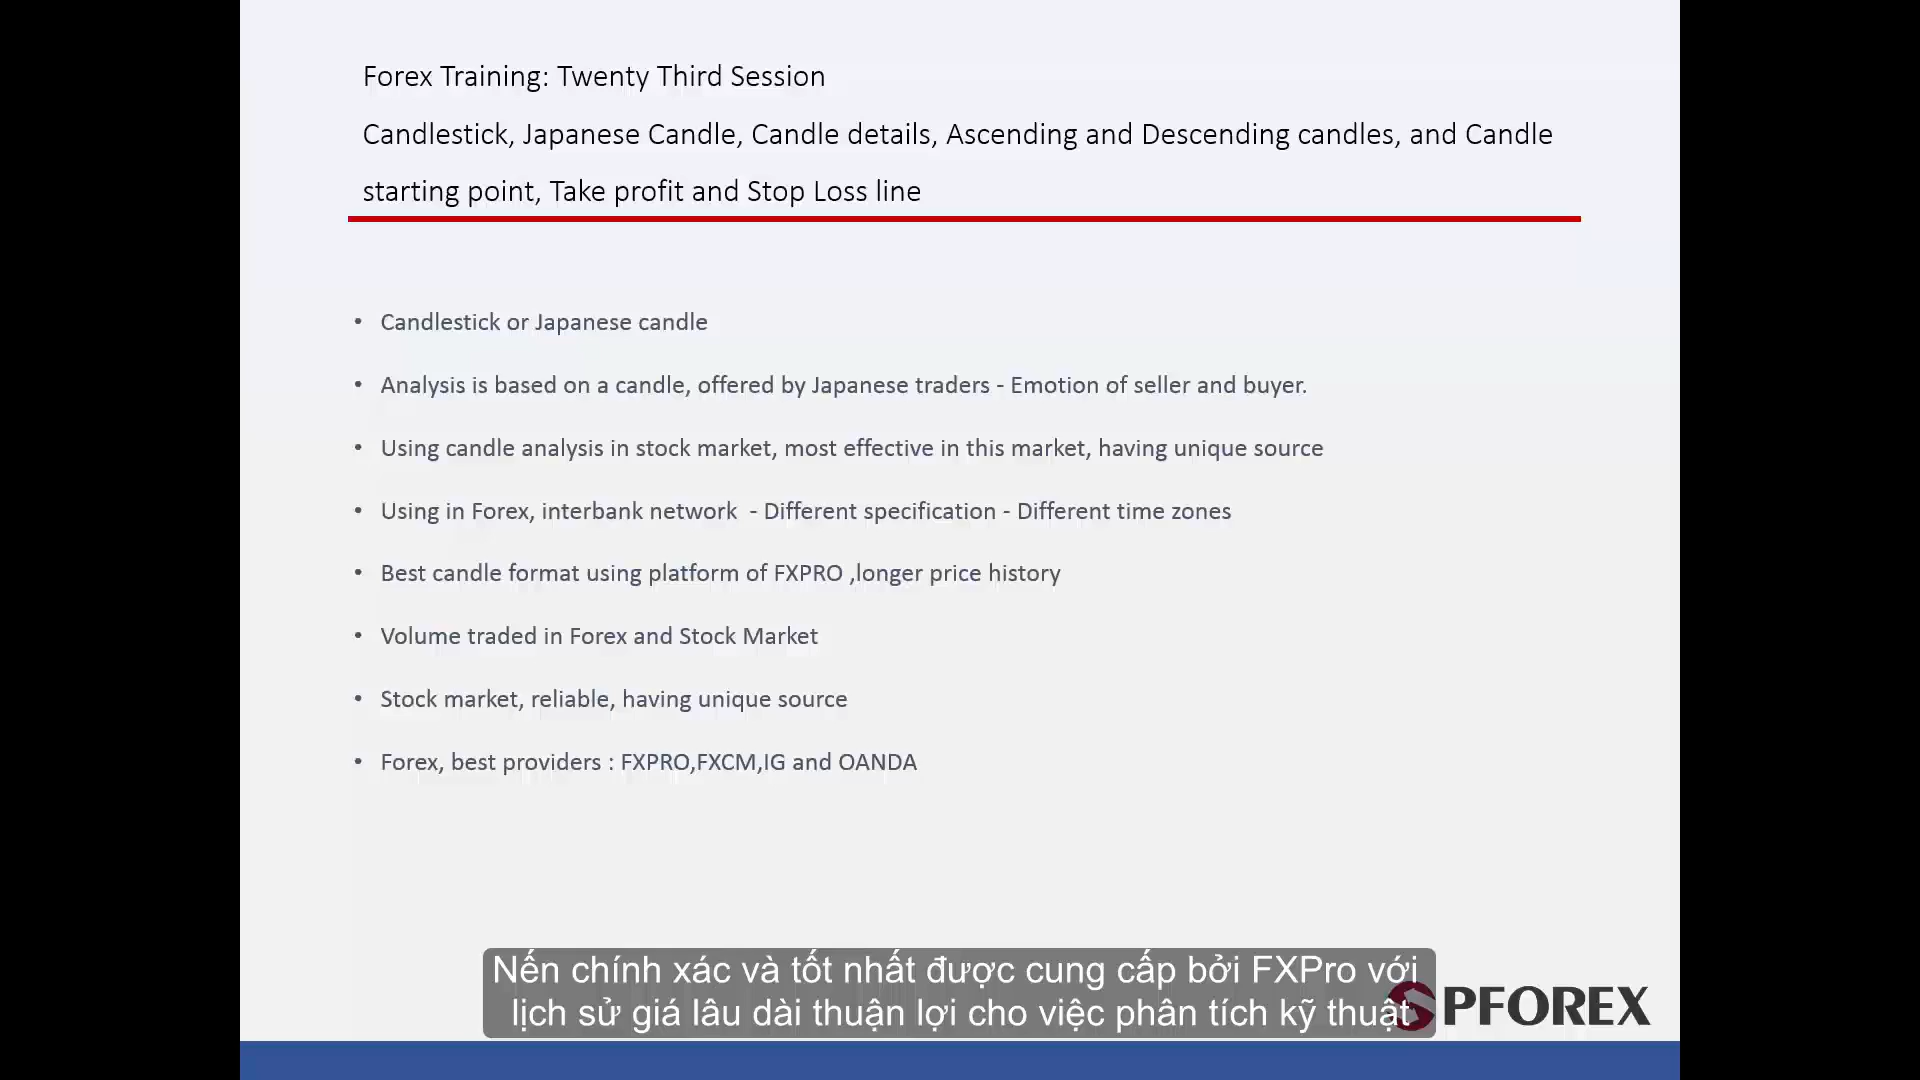 Forex Training: Twenty Third Session
Candlestick, Japanese Candle, Candle details, Ascending and Descending candles, and Candle
starting point, Take profit and Stop Loss line
• Candlestick or Japanese candle
• Analysis is based on a candle, offered by Japanese traders - Emotion of seller and buyer.
• Using candle analysis in stock market, most effective in this market, having unique source
• Using in Forex, interbank network  - Different specification - Different time zones
• Best candle format using platform of FXPRO ,longer price history
• Volume traded in Forex and Stock Market
• Stock market, reliable, having unique source
• Forex, best providers : FXPRO,FXCM,IG and OANDA
Nến chính xác và tốt nhất được cung cấp bởi FXPro với
lịch sử giá lâu dài thuận lợi cho việc phân tích kỹ thuật
PFOREX